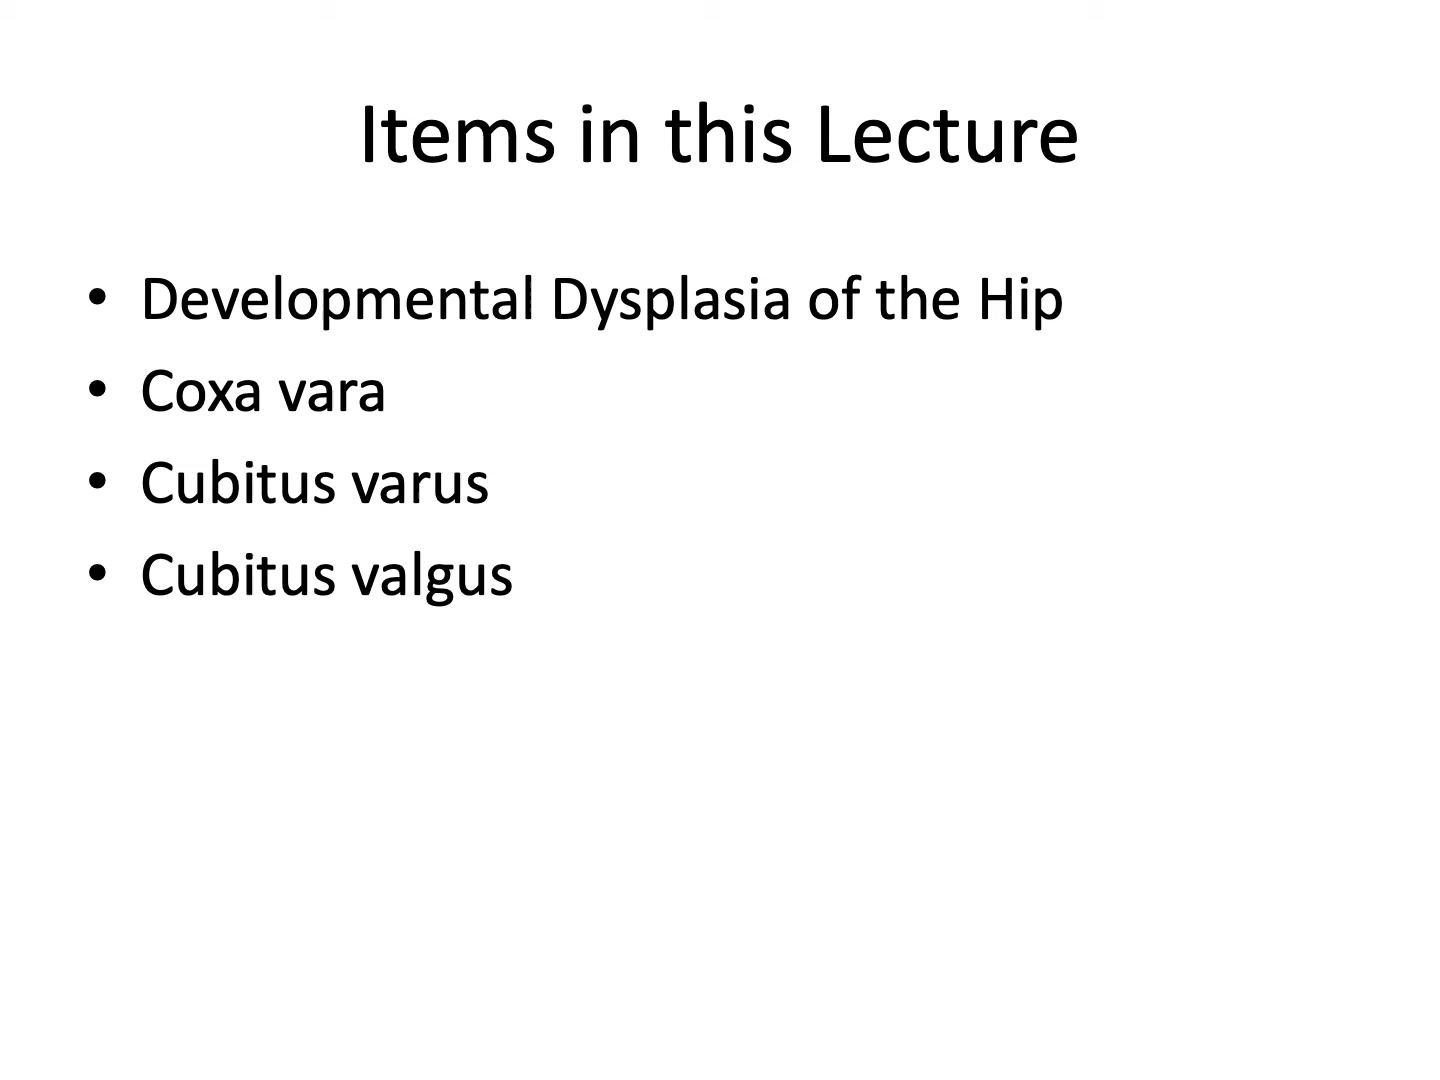 Items in this Lecture
• Developmental Dysplasia of the Hip
• Coxa vara
• Cubitus varus
• Cubitus valgus